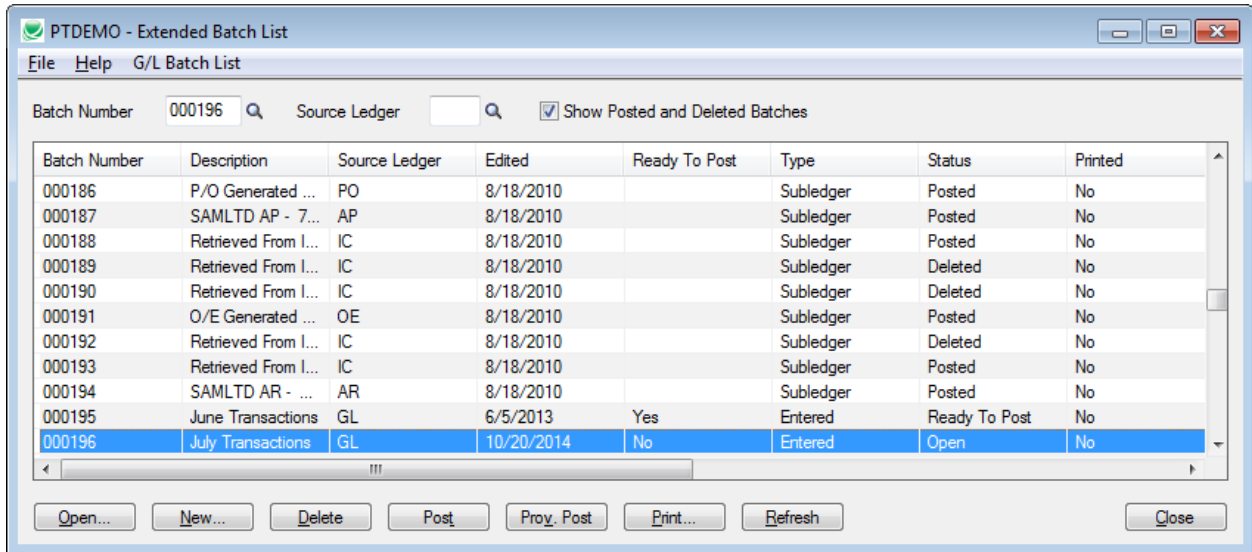 PTDEMO - Extended Batch List
File Help G/L Batch List
Batch Number 000196 Source Ledger Show Posted and Deleted Batches
Batch Number Description Source Ledger Edited Ready To Post Type Status Printed
000186 P/O Generated ... PO 8/18/2010 Subledger Posted No
000187 SAMLTD AP - 7... AP 8/18/2010 Subledger Posted No
000188 Retrieved From I... IC 8/18/2010 Subledger Posted No
000189 Retrieved From I... IC 8/18/2010 Subledger Deleted No
000190 Retrieved From I... IC 8/18/2010 Subledger Deleted No
000191 O/E Generated ... OE 8/18/2010 Subledger Posted No
000192 Retrieved From I... IC 8/18/2010 Subledger Deleted No
000193 Retrieved From I... IC 8/18/2010 Subledger Posted No
000194 SAMLTD AR - ... AR 8/18/2010 Subledger Posted No
000195 June Transactions GL 6/5/2013 Yes Entered Ready To Post No
000196 July Transactions GL 10/20/2014 No Entered Open No
Open... New... Delete Post Prov. Post Print... Refresh Close